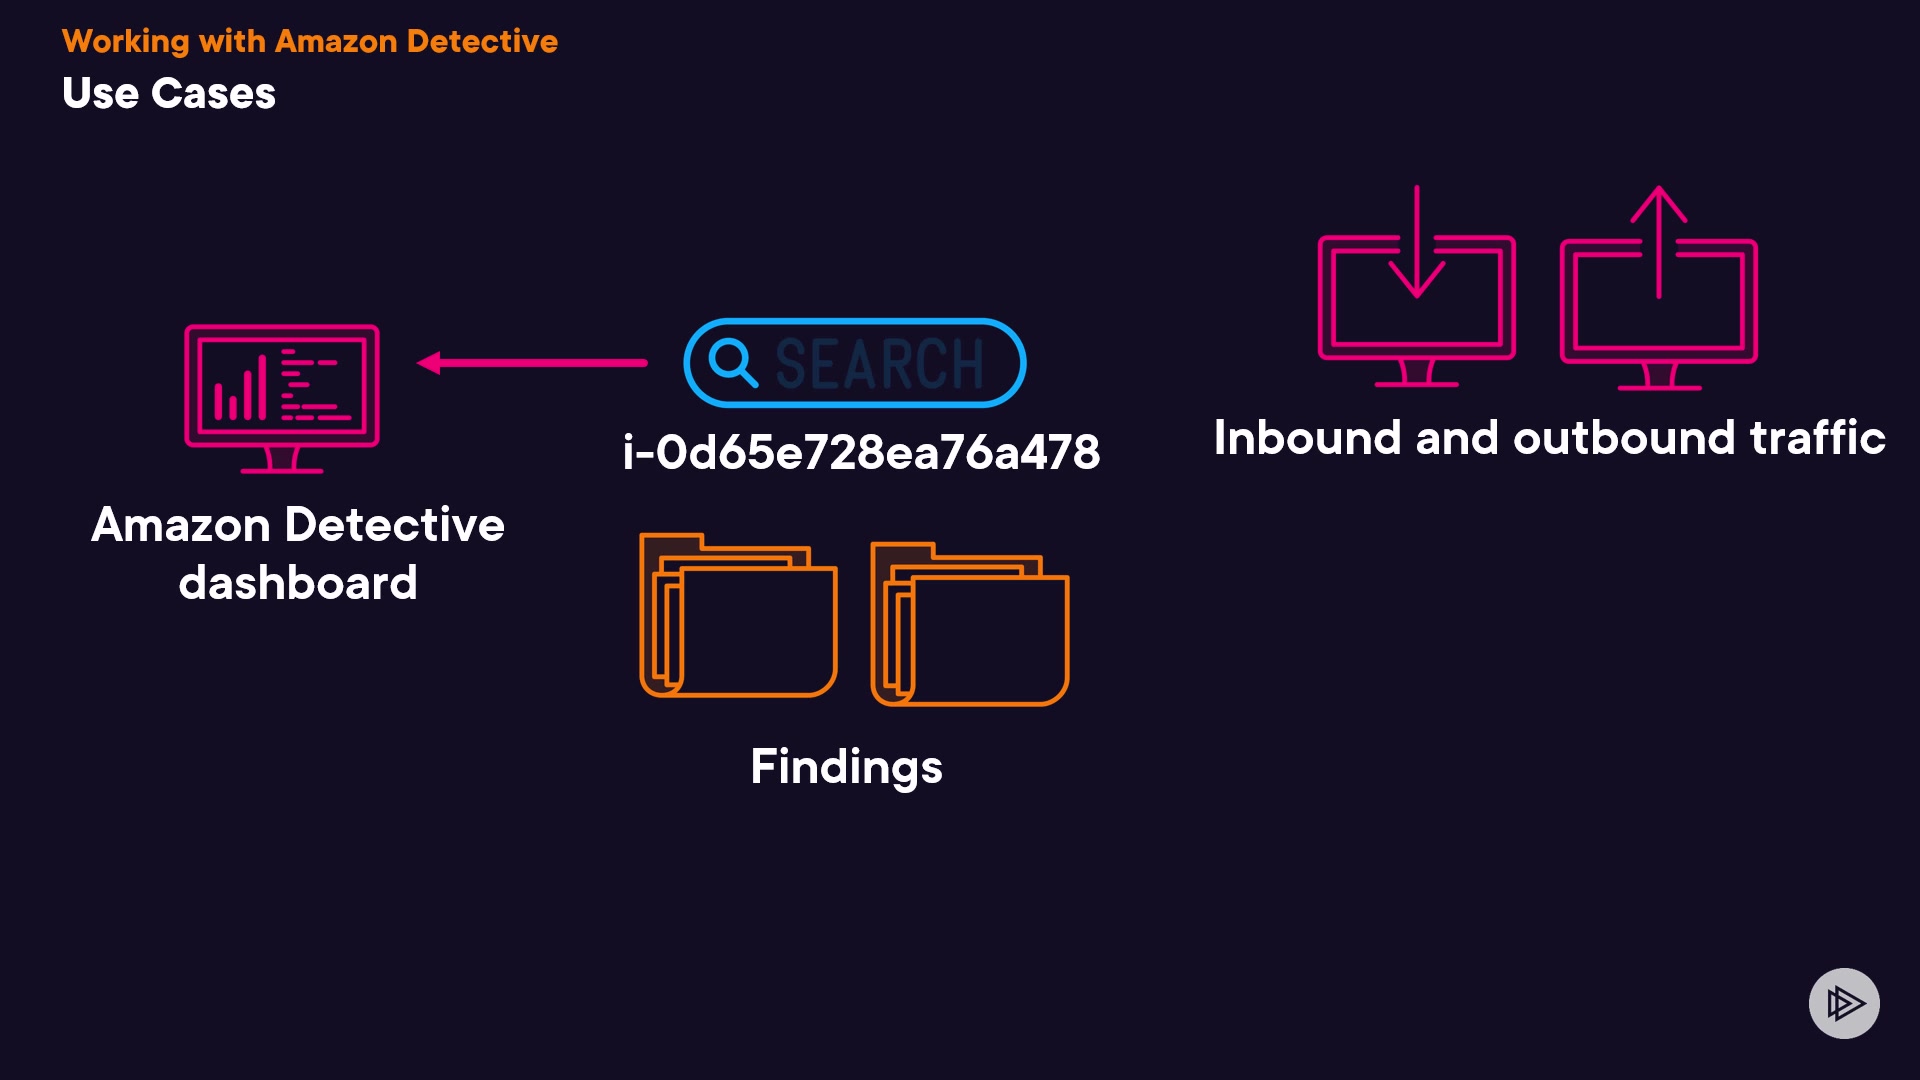 Working with Amazon Detective
Use Cases
SEARCH
i-0d65e728ea76a478
Inbound and outbound traffic
Amazon Detective
dashboard
Findings